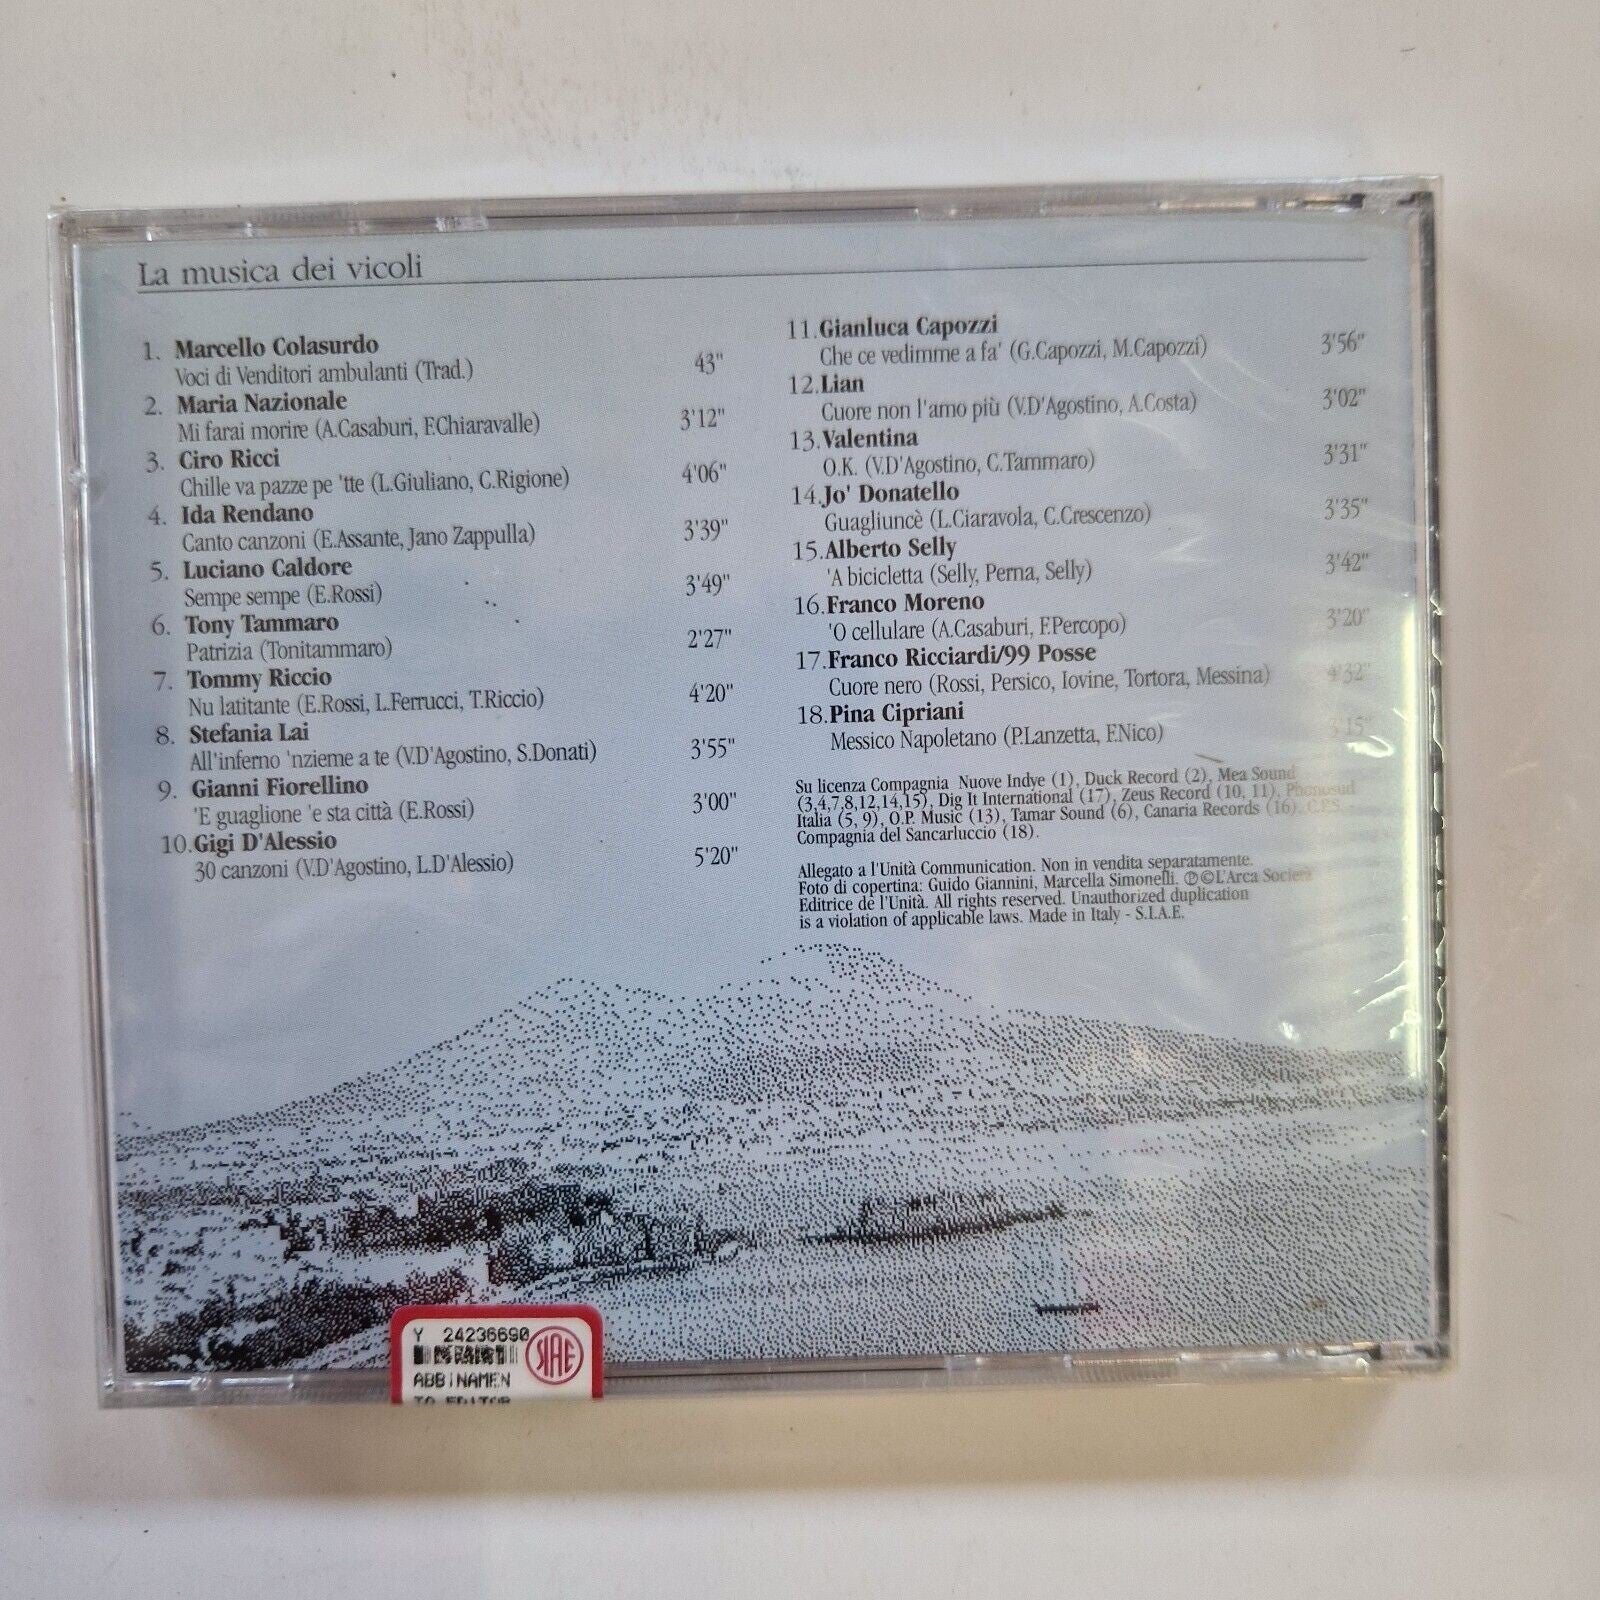 La musica dei vicoli
1. Marcello Colasurdo
Voci di Venditori ambulanti (Trad.) 43"
2. Maria Nazionale
Mi farai morire (A.Casaburi, F.Chiaravalle) 3'12"
3. Ciro Ricci
Chille va pazze pe 'tte (L.Giuliano, C.Rigione) 4'06"
4. Ida Rendano
Canto canzoni (E.Assante, Jano Zappulla) 3'39"
5. Luciano Caldore
Sempe sempe (E.Rossi) 3'49"
6. Tony Tammaro
Patrizia (Tonitammaro) 2'27"
7. Tommy Riccio
Nu latitante (E.Rossi, L.Ferrucci, T.Riccio) 4'20"
8. Stefania Lai
All'inferno 'nzieme a te (V.D'Agostino, S.Donati) 3'55"
9. Gianni Fiorellino
'E guaglione 'e sta città (E.Rossi) 3'00"
10. Gigi D'Alessio
30 canzoni (V.D'Agostino, L.D'Alessio) 5'20"
11. Gianluca Capozzi
Che ce vedimme a fa' (G.Capozzi, M.Capozzi) 3'56"
12. Lian
Cuore non l'amo più (V.D'Agostino, A.Costa) 3'02"
13. Valentina
O.K. (V.D'Agostino, C.Tammaro) 3'31"
14. Jo' Donatello
Guagliuncè (L.Ciaravola, C.Crescenzo) 3'35"
15. Alberto Selly
'A bicicletta (Selly, Perna, Selly) 3'42"
16. Franco Moreno
'O cellulare (A.Casaburi, F.Percopo) 3'20"
17. Franco Ricciardi/99 Posse
Cuore nero (Rossi, Persico, Iovine, Tortora, Messina) 4'32"
18. Pina Cipriani
Messico Napoletano (P.Lanzetta, F.Nico) 3'15"
Su licenza Compagnia Nuove Indye (1), Duck Record (2), Mea Sound
(3,4,7,8,12,14,15), Dig It International (17), Zeus Record (10, 11), Phonosud
Italia (5, 9), O.P. Music (13), Tamar Sound (6), Canaria Records (16). C.P.S.
Compagnia del Sancarluccio (18).
Allegato a l'Unità Communication. Non in vendita separatamente.
Foto di copertina: Guido Giannini, Marcella Simonelli. ℗©L'Arca Società
Editrice de l'Unità. All rights reserved. Unauthorized duplication
is a violation of applicable laws. Made in Italy - S.I.A.E.
Y 24236690
SIAE
ABBINAMEN
TO EDITOR